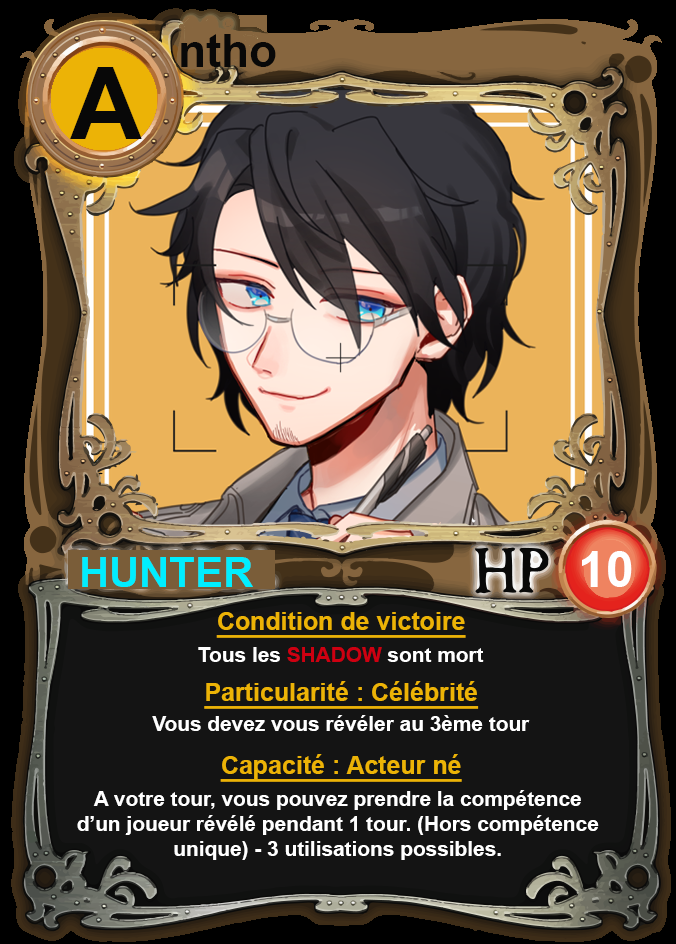 Antho
HUNTER
HP 10
Condition de victoire
Tous les SHADOW sont mort
Particularité : Célébrité
Vous devez vous révéler au 3ème tour
Capacité : Acteur né
A votre tour, vous pouvez prendre la compétence
d’un joueur révélé pendant 1 tour. (Hors compétence
unique) - 3 utilisations possibles.